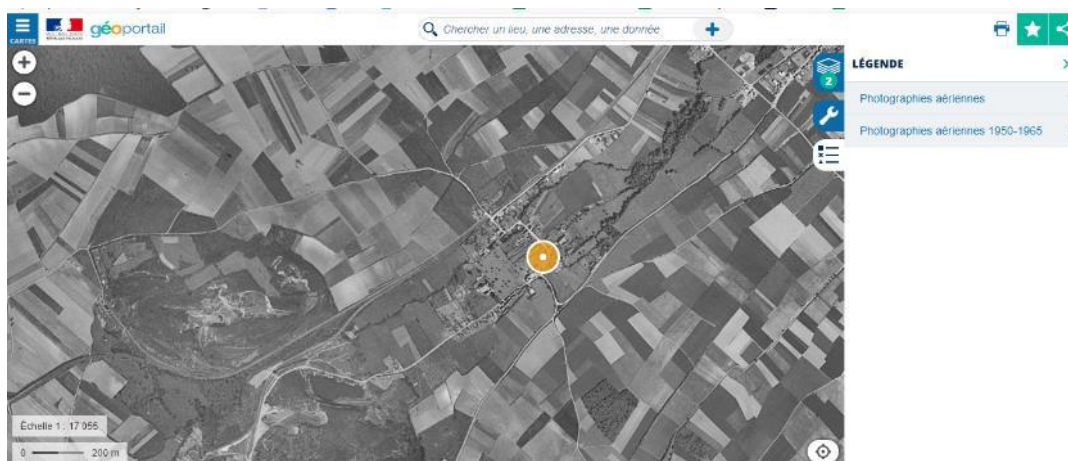 CARTES
géoportail
Chercher un lieu, une adresse, une donnée
LÉGENDE
2
Photographies aériennes
Photographies aériennes 1950-1965
Échelle 1 : 17 055
0 200 m